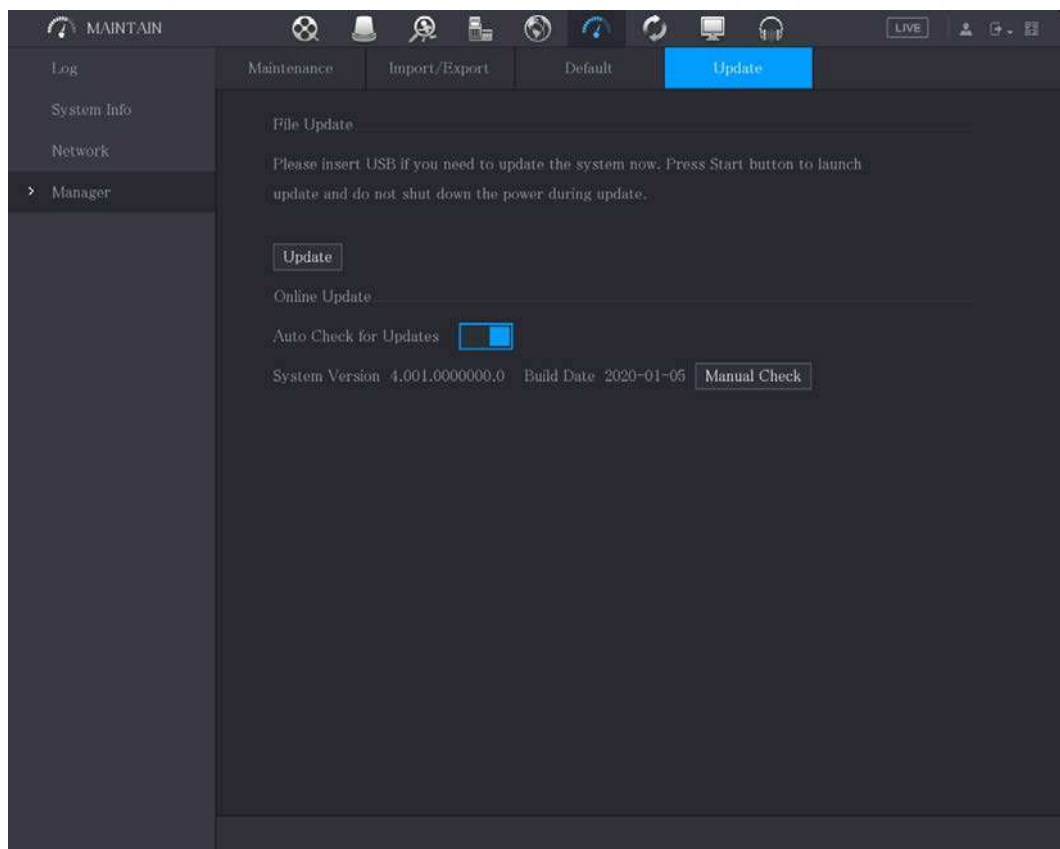 MAINTAIN
LIVE
Log
System Info
Network
Manager
Maintenance Import/Export Default Update
File Update
Please insert USB if you need to update the system now. Press Start button to launch
update and do not shut down the power during update.
Update
Online Update
Auto Check for Updates
System Version 4.001.0000000.0 Build Date 2020-01-05 Manual Check